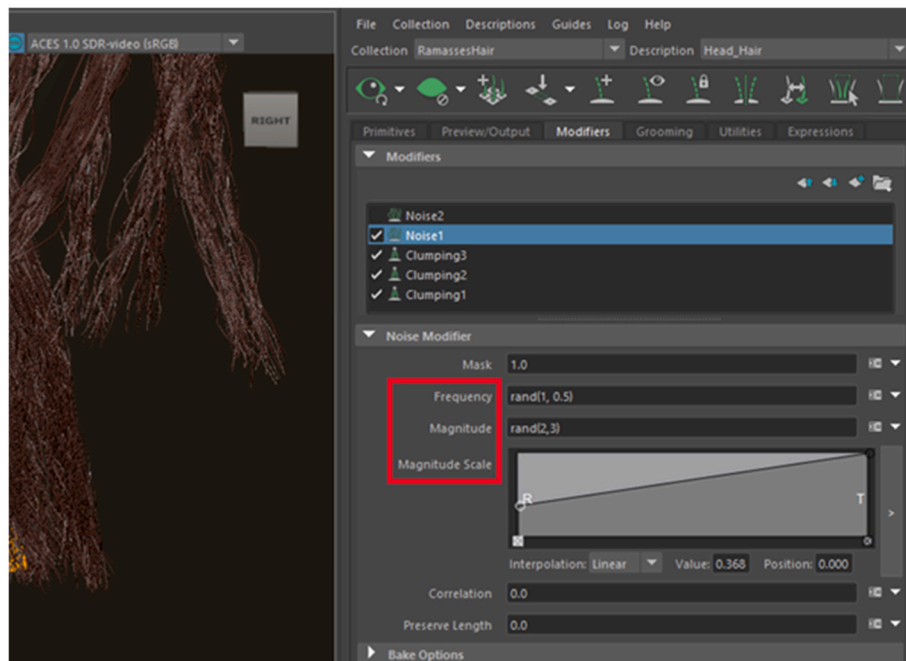 ACES 1.0 SDR-video (sRGB)
RIGHT
File Collection Descriptions Guides Log Help
Collection RamassesHair Description Head_Hair
Primitives Preview/Output Modifiers Grooming Utilities Expressions
Modifiers
Noise2
Noise1
Clumping3
Clumping2
Clumping1
Noise Modifier
Mask 1.0
Frequency rand(1, 0.5)
Magnitude rand(2,3)
Magnitude Scale
R T
Interpolation: Linear Value: 0.368 Position: 0.000
Correlation 0.0
Preserve Length 0.0
Bake Options